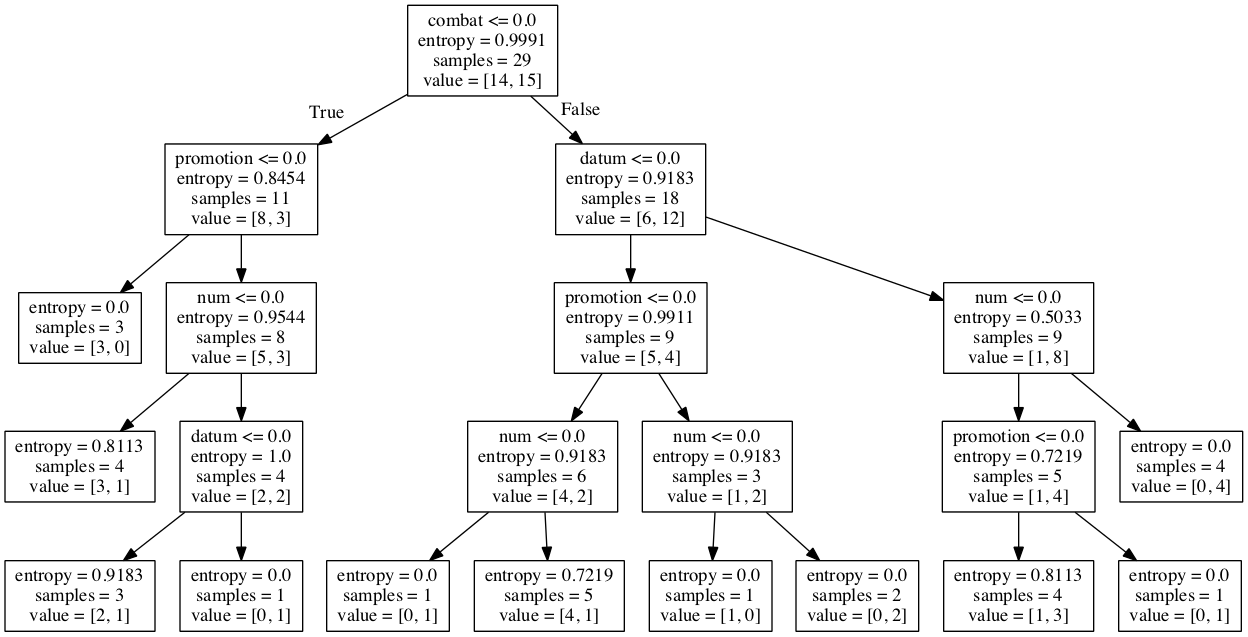 combat <= 0.0
entropy = 0.9991
samples = 29
value = [14, 15]
True
False
promotion <= 0.0
entropy = 0.8454
samples = 11
value = [8, 3]
datum <= 0.0
entropy = 0.9183
samples = 18
value = [6, 12]
entropy = 0.0
samples = 3
value = [3, 0]
num <= 0.0
entropy = 0.9544
samples = 8
value = [5, 3]
promotion <= 0.0
entropy = 0.9911
samples = 9
value = [5, 4]
num <= 0.0
entropy = 0.5033
samples = 9
value = [1, 8]
entropy = 0.8113
samples = 4
value = [3, 1]
datum <= 0.0
entropy = 1.0
samples = 4
value = [2, 2]
num <= 0.0
entropy = 0.9183
samples = 6
value = [4, 2]
num <= 0.0
entropy = 0.9183
samples = 3
value = [1, 2]
promotion <= 0.0
entropy = 0.7219
samples = 5
value = [1, 4]
entropy = 0.0
samples = 4
value = [0, 4]
entropy = 0.9183
samples = 3
value = [2, 1]
entropy = 0.0
samples = 1
value = [0, 1]
entropy = 0.0
samples = 1
value = [0, 1]
entropy = 0.7219
samples = 5
value = [4, 1]
entropy = 0.0
samples = 1
value = [1, 0]
entropy = 0.0
samples = 2
value = [0, 2]
entropy = 0.8113
samples = 4
value = [1, 3]
entropy = 0.0
samples = 1
value = [0, 1]